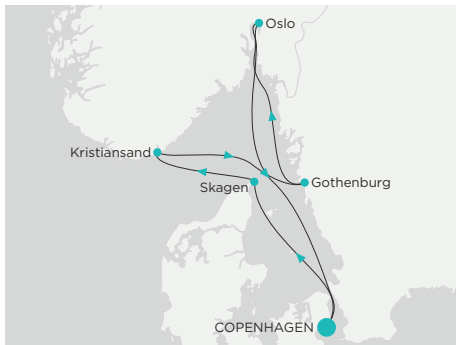 Oslo
Kristiansand
Skagen
Gothenburg
COPENHAGEN